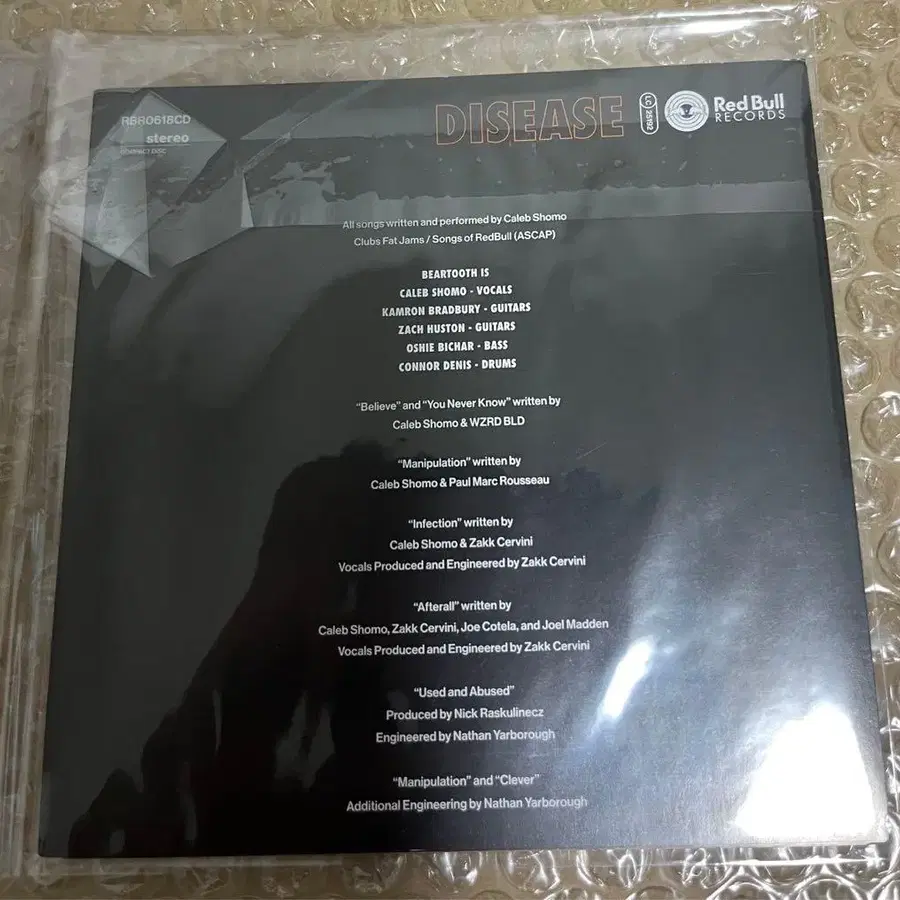 RBR0618CD
stereo
COMPACT DISC
DISEASE
LC 25192
Red Bull
RECORDS
All songs written and performed by Caleb Shomo
Clubs Fat Jams / Songs of RedBull (ASCAP)
BEARTOOTH IS
CALEB SHOMO - VOCALS
KAMRON BRADBURY - GUITARS
ZACH HUSTON - GUITARS
OSHIE BICHAR - BASS
CONNOR DENIS - DRUMS
“Believe” and “You Never Know” written by
Caleb Shomo & WZRD BLD
“Manipulation” written by
Caleb Shomo & Paul Marc Rousseau
“Infection” written by
Caleb Shomo & Zakk Cervini
Vocals Produced and Engineered by Zakk Cervini
“Afterall” written by
Caleb Shomo, Zakk Cervini, Joe Cotela, and Joel Madden
Vocals Produced and Engineered by Zakk Cervini
“Used and Abused”
Produced by Nick Raskulinecz
Engineered by Nathan Yarborough
“Manipulation” and “Clever”
Additional Engineering by Nathan Yarborough